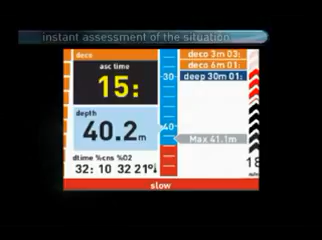 instant assessment of the situation
deco
asc time
15:
depth
40.2m
dtime %cns %O2
32: 10 32 21°
slow
30
40
deco 3m 03:
deco 6m 01:
deep 30m 01:
Max 41.1m
18